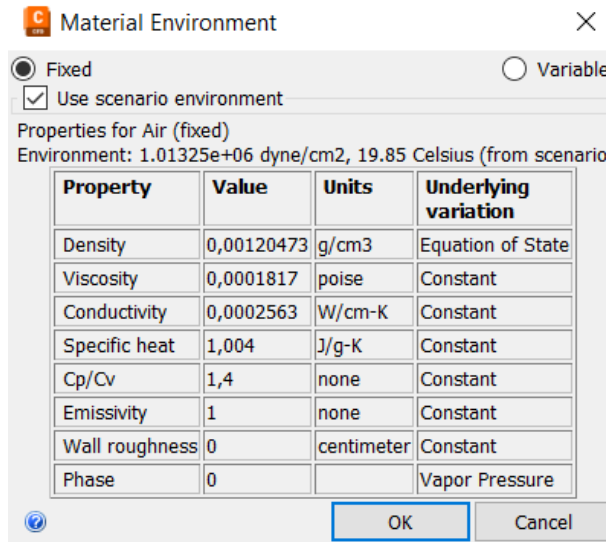 C
CFD
Material Environment
Fixed
Variable
Use scenario environment
Properties for Air (fixed)
Environment: 1.01325e+06 dyne/cm2, 19.85 Celsius (from scenario
Property Value Units Underlying
variation
Density 0,00120473 g/cm3 Equation of State
Viscosity 0,0001817 poise Constant
Conductivity 0,0002563 W/cm-K Constant
Specific heat 1,004 J/g-K Constant
Cp/Cv 1,4 none Constant
Emissivity 1 none Constant
Wall roughness 0 centimeter Constant
Phase 0 Vapor Pressure
?
OK Cancel